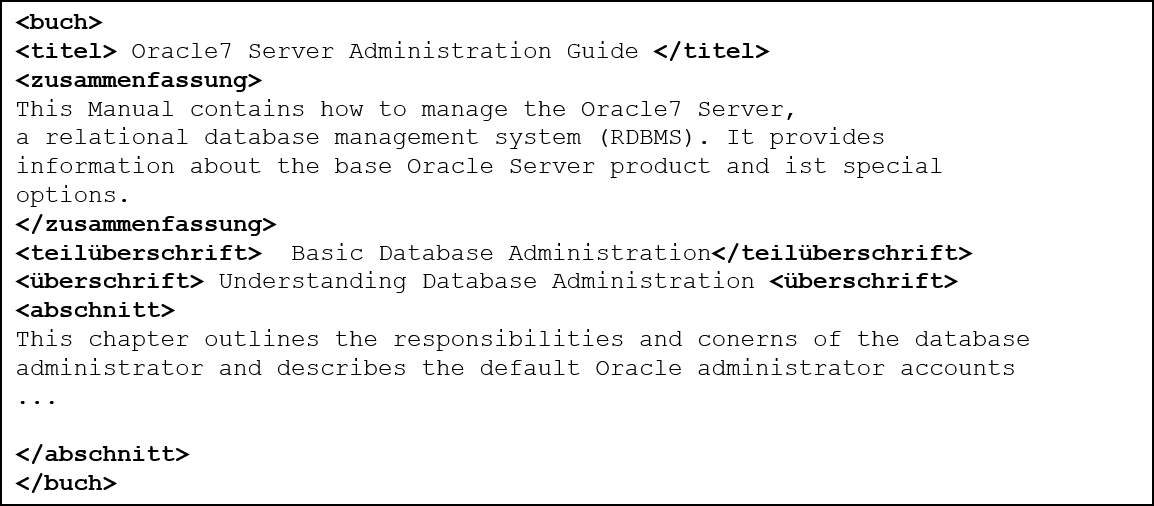 <buch>
<titel> Oracle7 Server Administration Guide </titel>
<zusammenfassung>
This Manual contains how to manage the Oracle7 Server,
a relational database management system (RDBMS). It provides
information about the base Oracle Server product and ist special
options.
</zusammenfassung>
<teilüberschrift>  Basic Database Administration</teilüberschrift>
<überschrift> Understanding Database Administration <überschrift>
<abschnitt>
This chapter outlines the responsibilities and conerns of the database
administrator and describes the default Oracle administrator accounts
...
</abschnitt>
</buch>